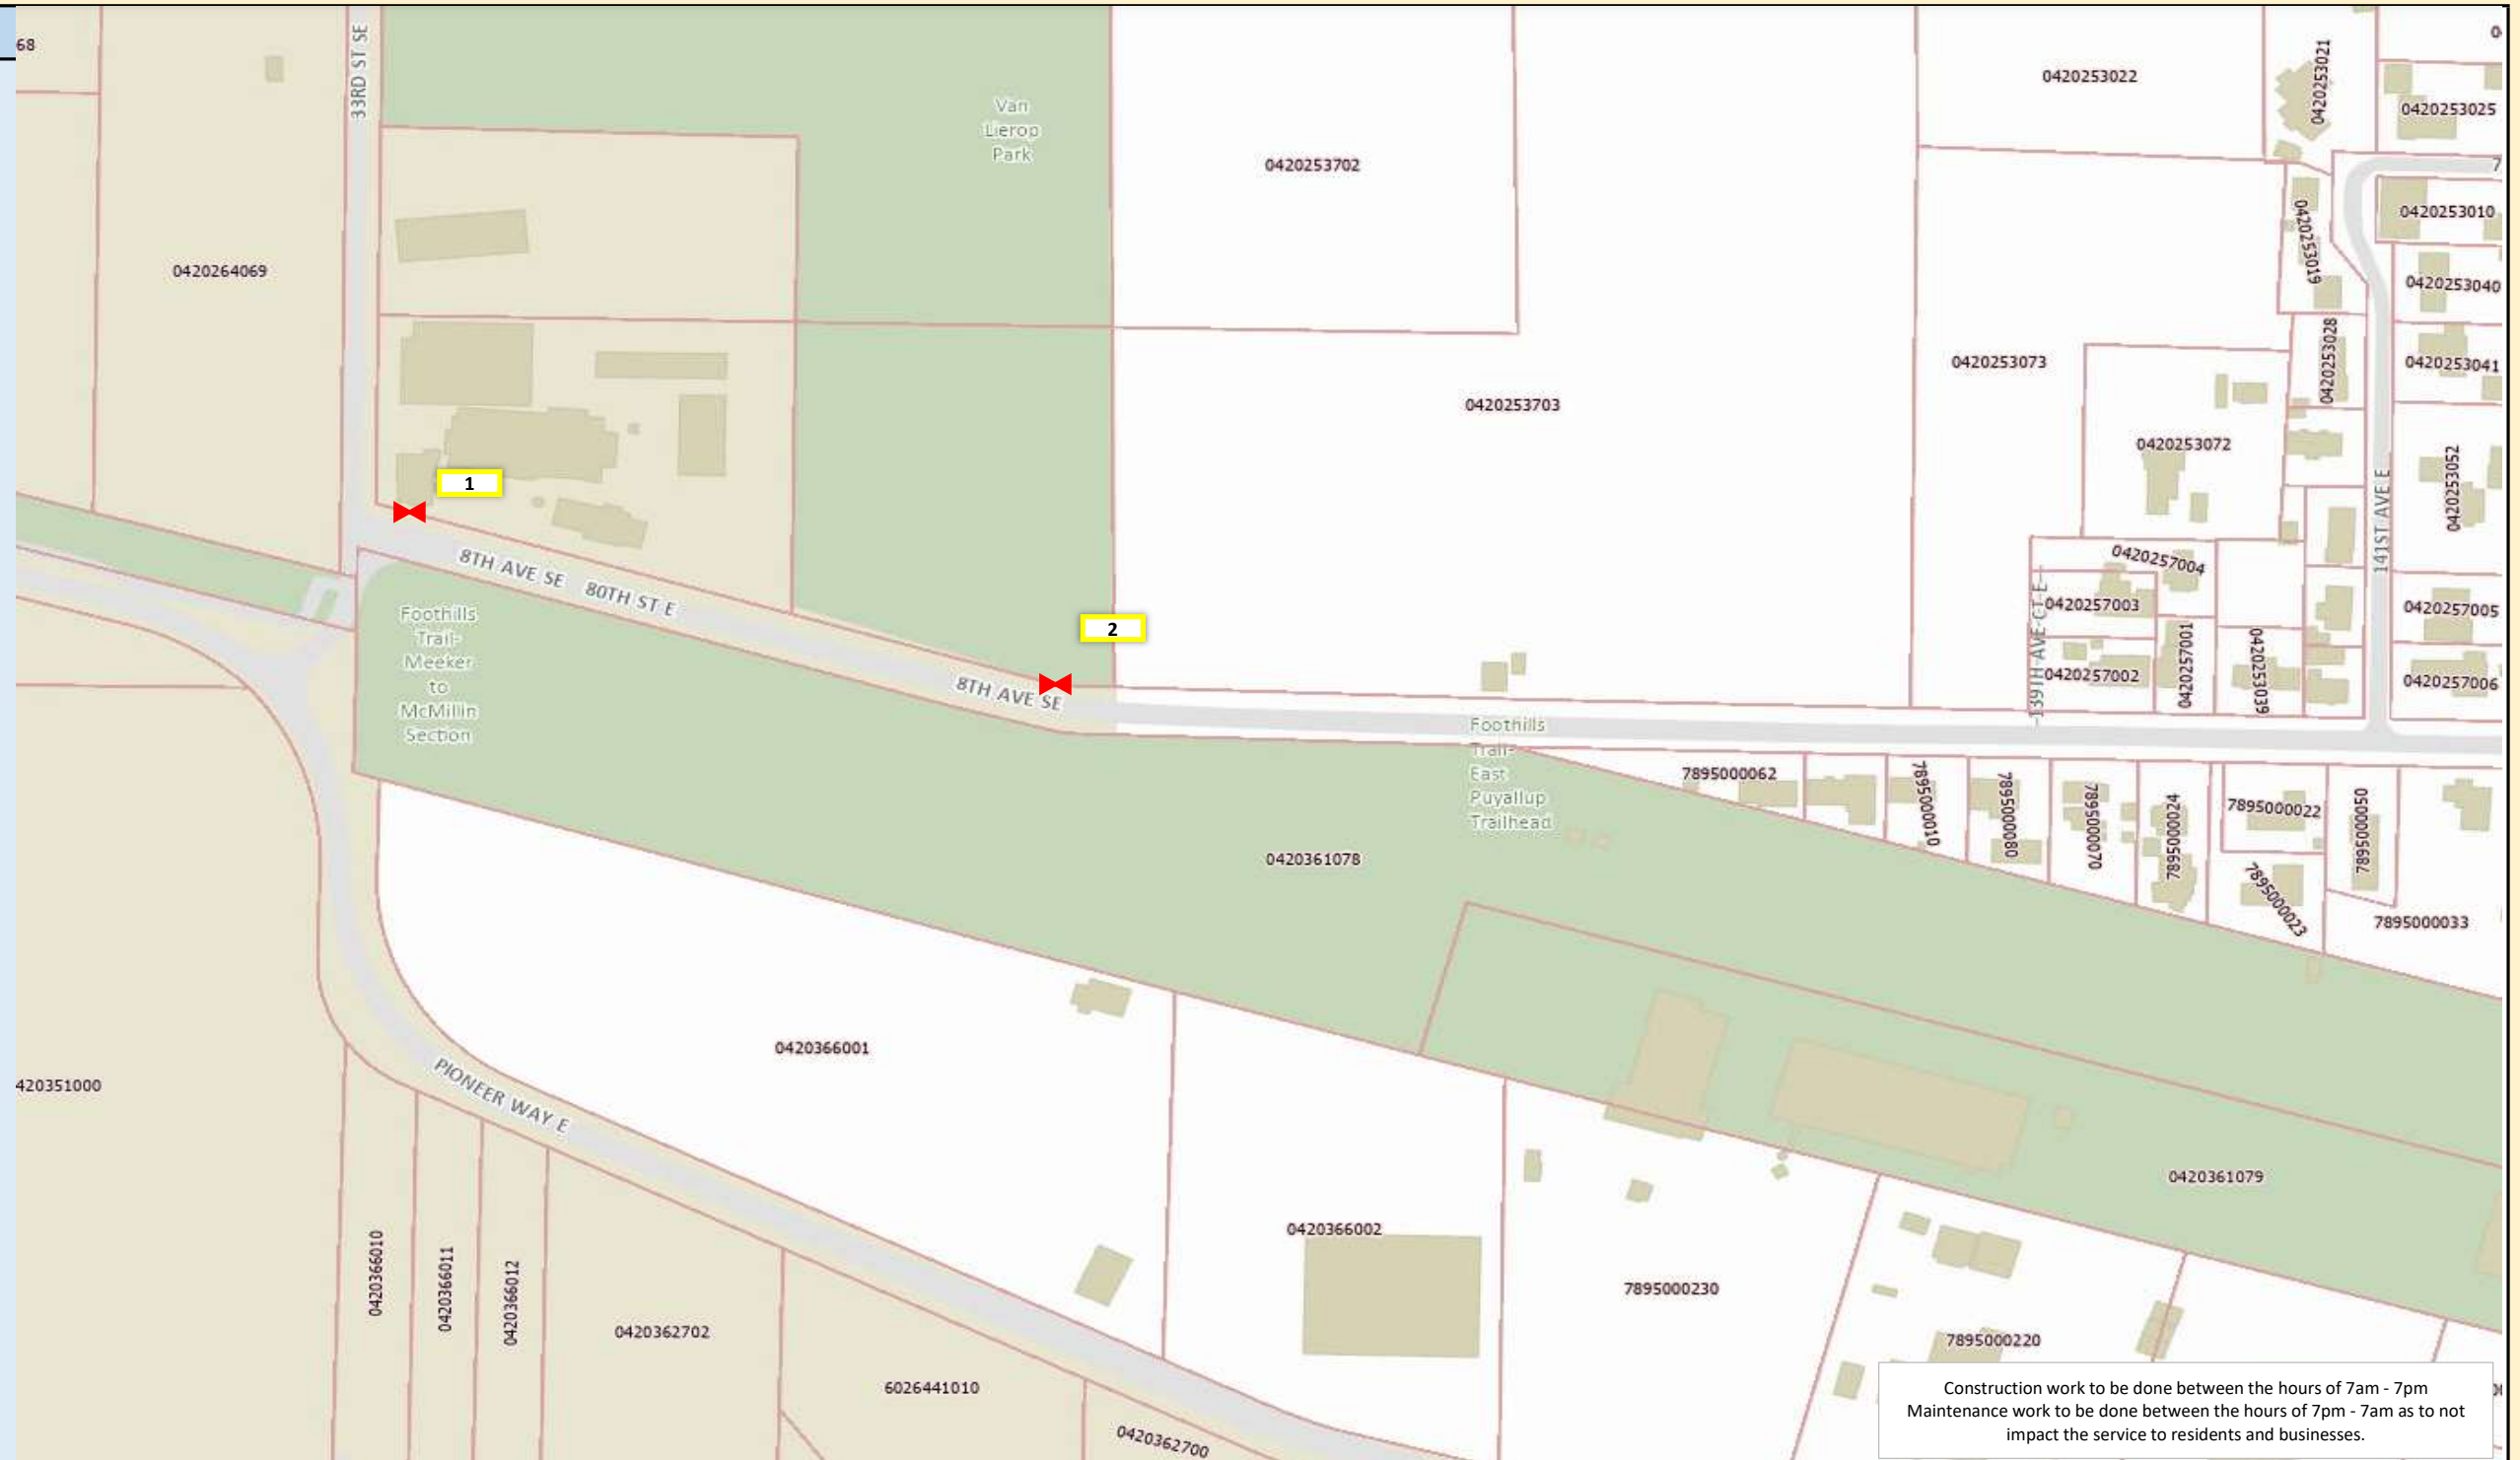 68
33RD ST SE
Van
Lierop
Park
0420253022
0420253021
0420253025
0420253702
0420264069
0420253010
0420253019
0420253040
0420253028
0420253041
0420253073
0420253703
0420253072
0420253052
141ST AVE E
1
8TH AVE SE
80TH ST E
0420257004
0420257003
0420257005
Foothills
Trail-
Meeker
to
McMillin
Section
2
139TH AVE CT E
0420257002
0420257001
0420253039
0420257006
8TH AVE SE
Foothills
Trail-
East
Puyallup
Trailhead
7895000062
7895000010
7895000080
7895000070
7895000024
7895000022
7895000050
7895000023
7895000033
0420361078
0420366001
420351000
PIONEER WAY E
0420361079
0420366002
0420366010
0420366011
0420366012
7895000230
0420362702
7895000220
6026441010
0420362700
Construction work to be done between the hours of 7am - 7pm
Maintenance work to be done between the hours of 7pm - 7am as to not
impact the service to residents and businesses.